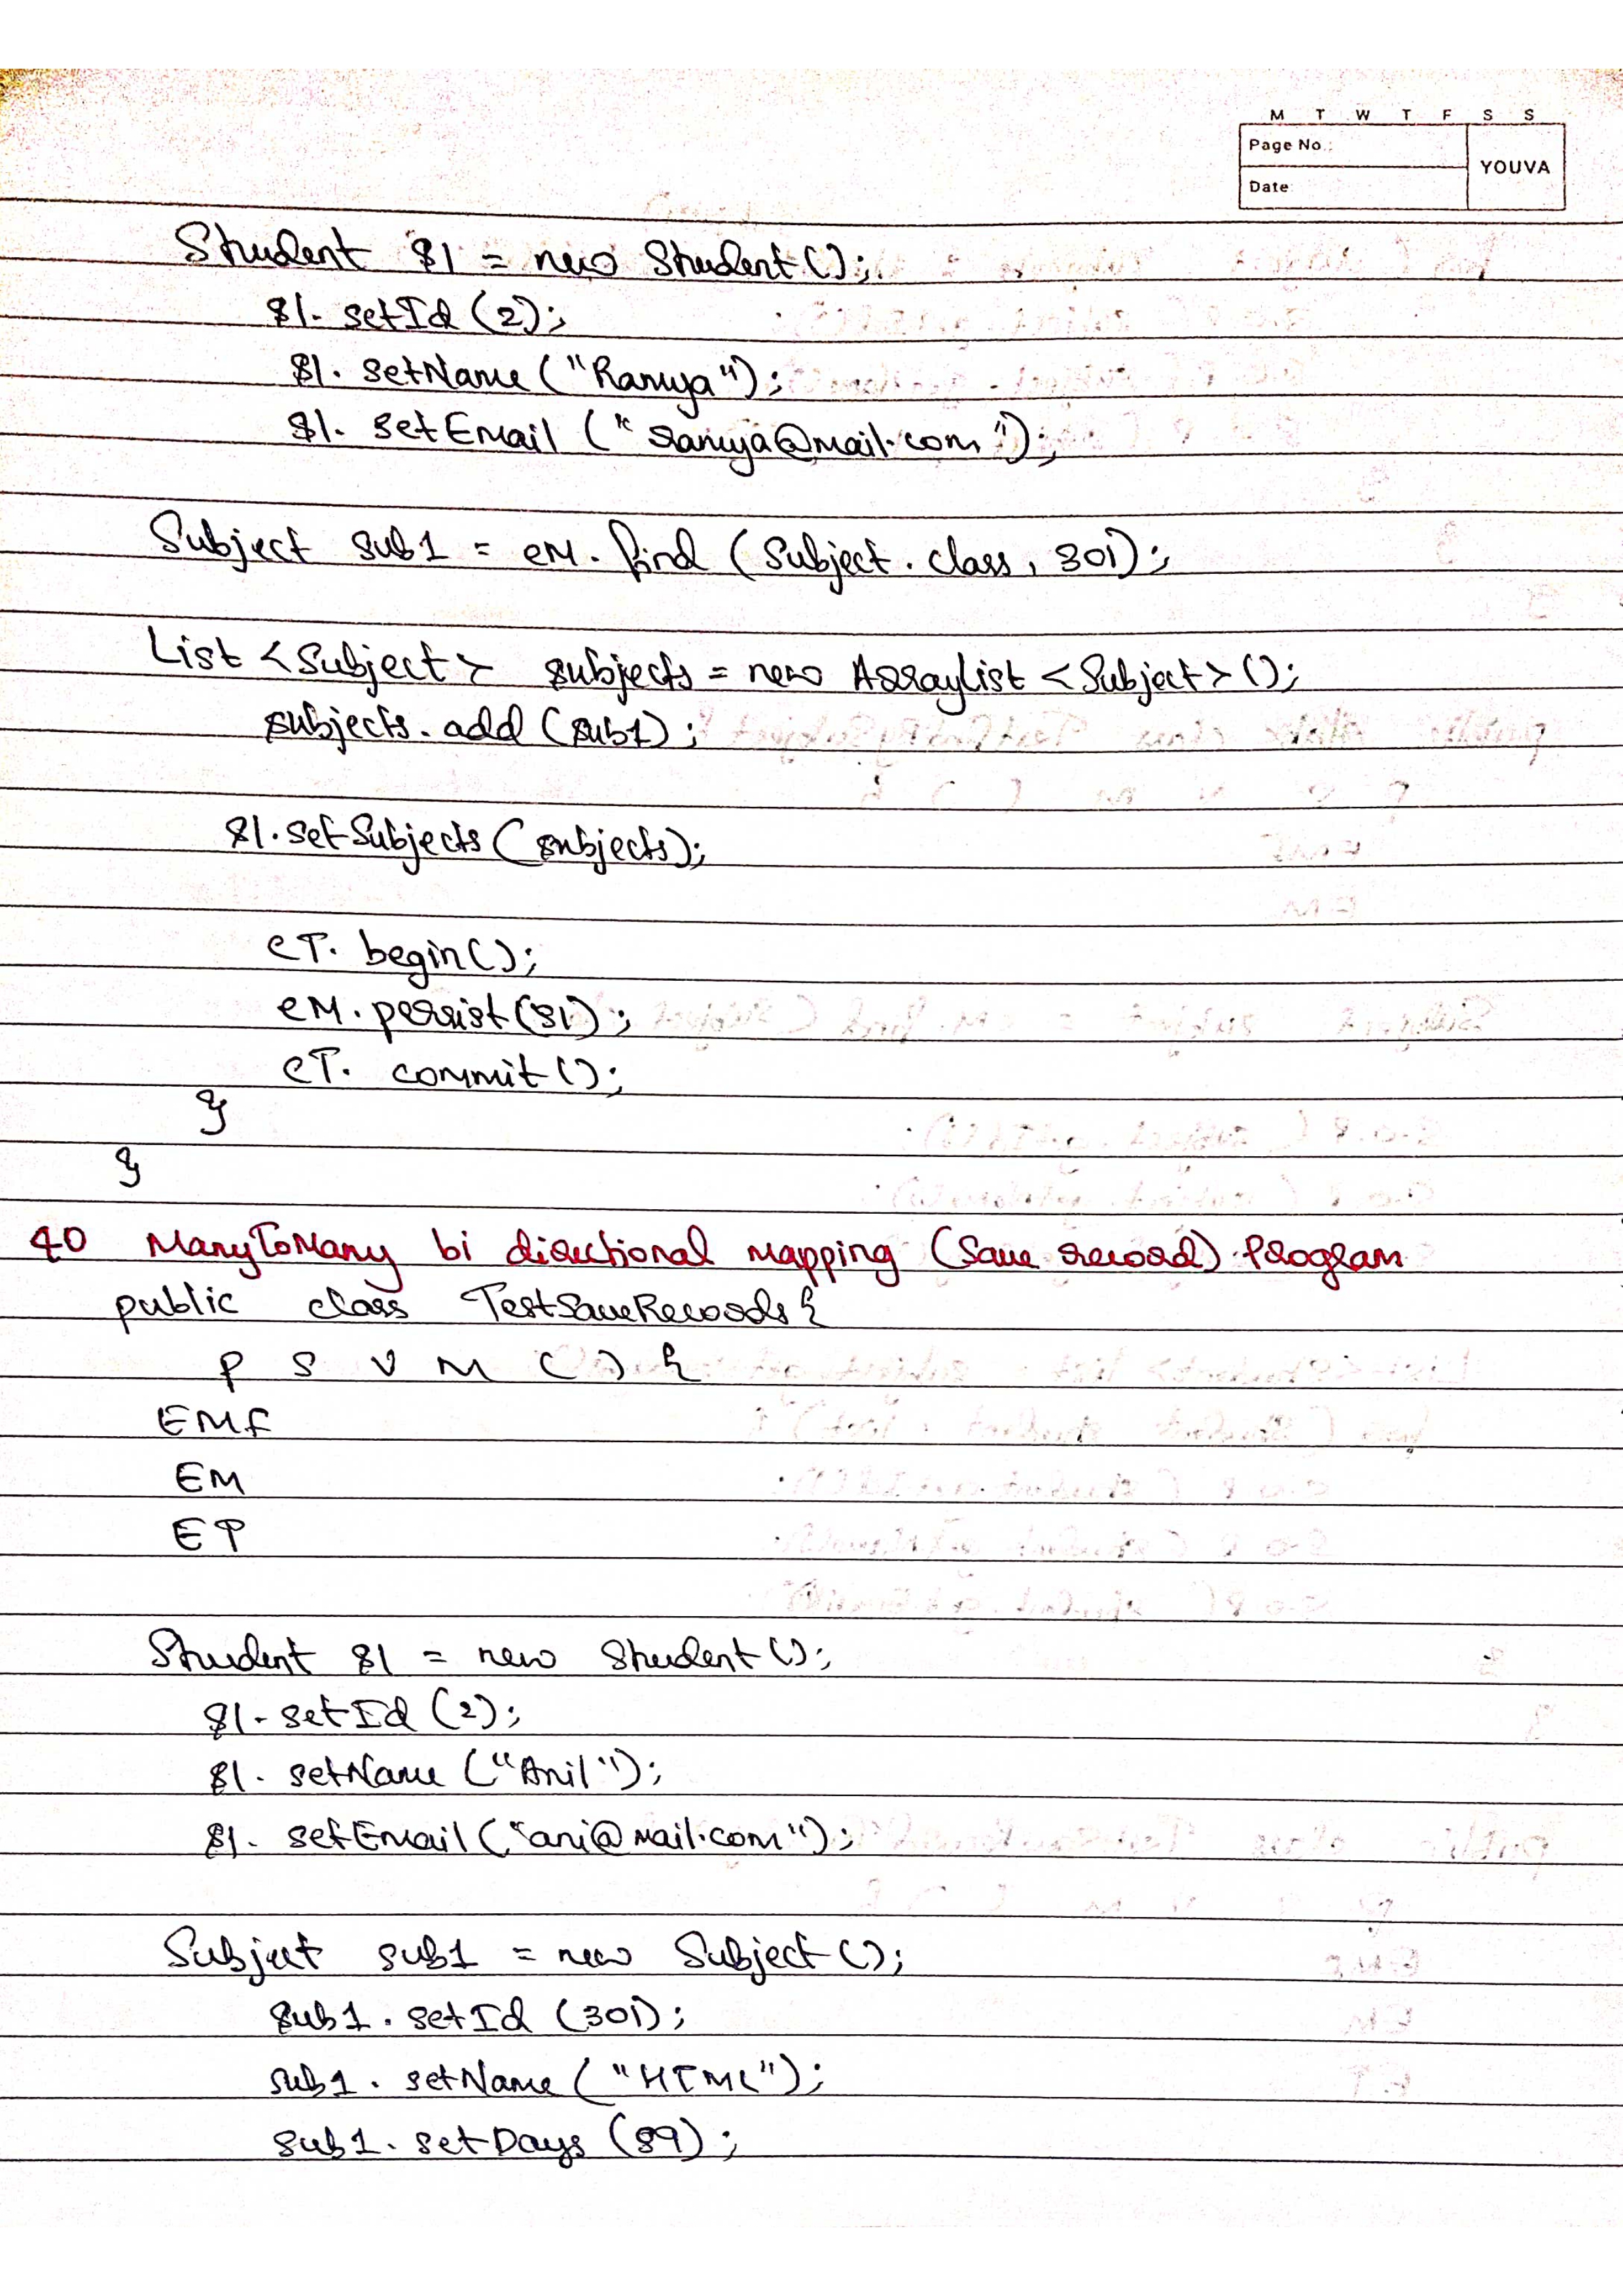 M T W T F S S
Page No.:
YOUVA
Date:
Student s1 = new Student();
s1. setId (2);
s1. setName ("Ramya");
s1. setEmail ("ramya@mail.com");
Subject sub1 = eM. find (Subject. class, 301);
List <Subject> subjects = new ArrayList <Subject>();
subjects. add (sub1);
s1. setSubjects (subjects);
eT. begin();
eM. persist(s1);
eT. commit();
}
}
40 ManyToMany bi directional mapping (Save record) Program
public class TestSaveRecords{
p s v m () {
EMF
EM
ET
Student s1 = new Student();
s1. setId (2);
s1. setName ("Anil");
s1. setEmail ("ani@mail.com");
Subject sub1 = new Subject ();
sub1. setId (301);
sub1. setName ("HTML");
sub1. setDays (89);